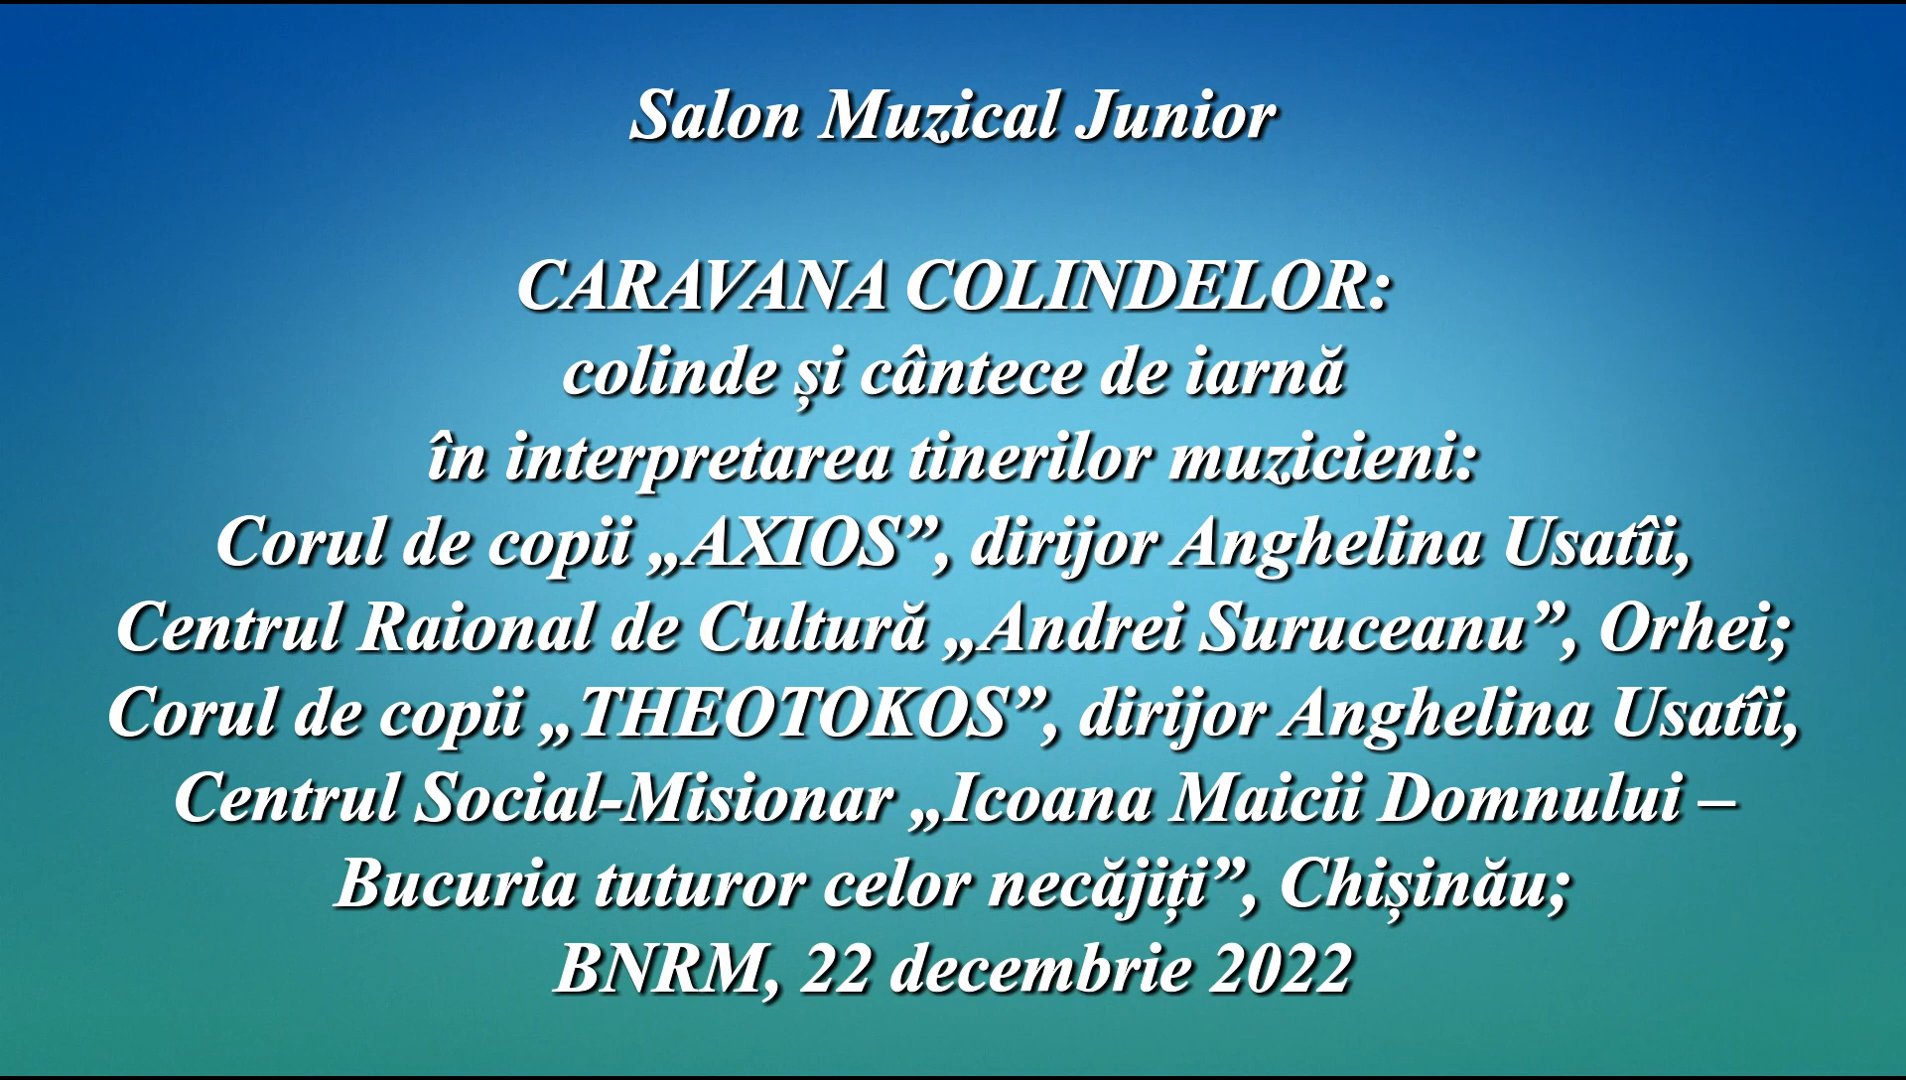 Salon Muzical Junior
CARAVANA COLINDELOR:
colinde și cântece de iarnă
în interpretarea tinerilor muzicieni:
Corul de copii „AXIOS”, dirijor Anghelina Usatîi,
Centrul Raional de Cultură „Andrei Suruceanu”, Orhei;
Corul de copii „THEOTOKOS”, dirijor Anghelina Usatîi,
Centrul Social-Misionar „Icoana Maicii Domnului –
Bucuria tuturor celor necăjiți”, Chișinău;
BNRM, 22 decembrie 2022